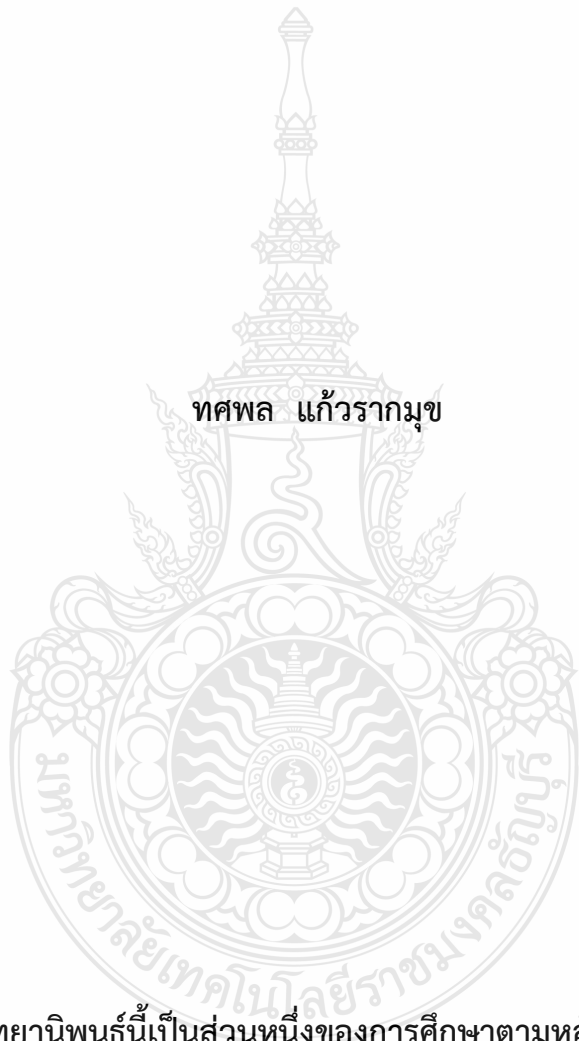 ทศพล แก้วรากมุข
มหาวิทยาลัยเทคโนโลยีราชมงคลธัญบุรี
ทยานิพนธ์นี้เป็นส่วนหนึ่งของการศึกษาตามหล